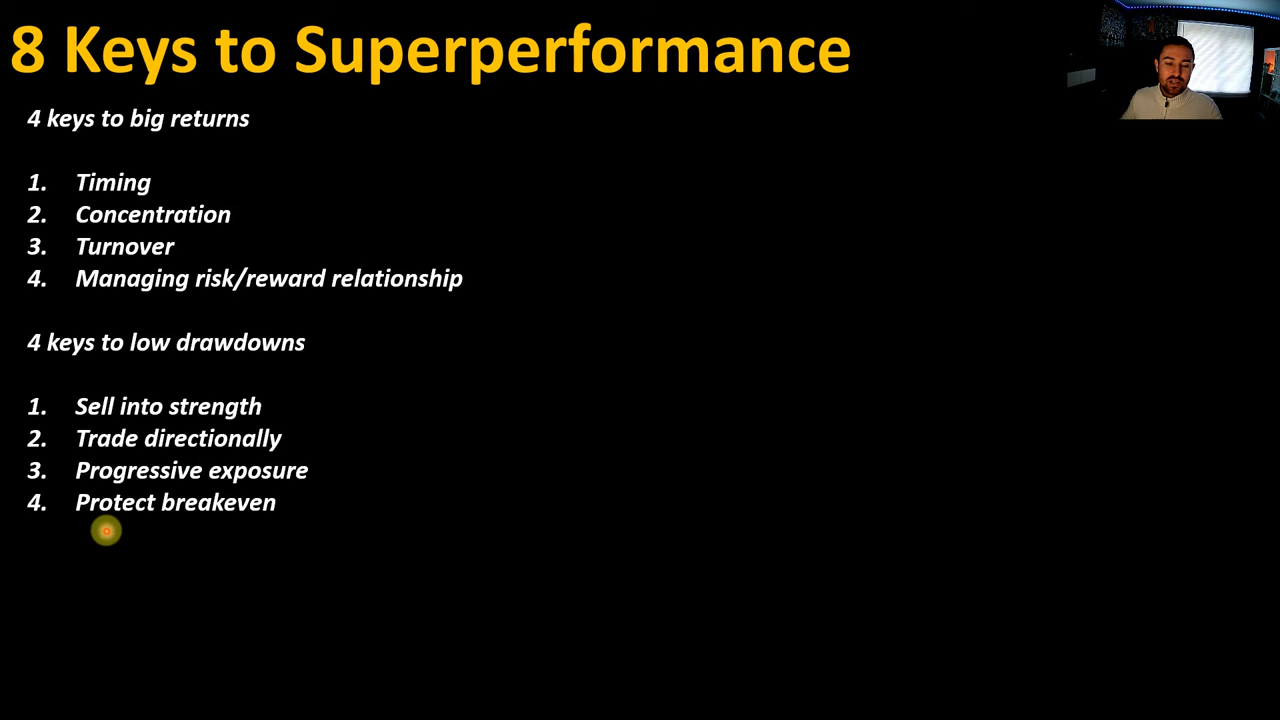 8 Keys to Superperformance
4 keys to big returns
1. Timing
2. Concentration
3. Turnover
4. Managing risk/reward relationship
4 keys to low drawdowns
1. Sell into strength
2. Trade directionally
3. Progressive exposure
4. Protect breakeven